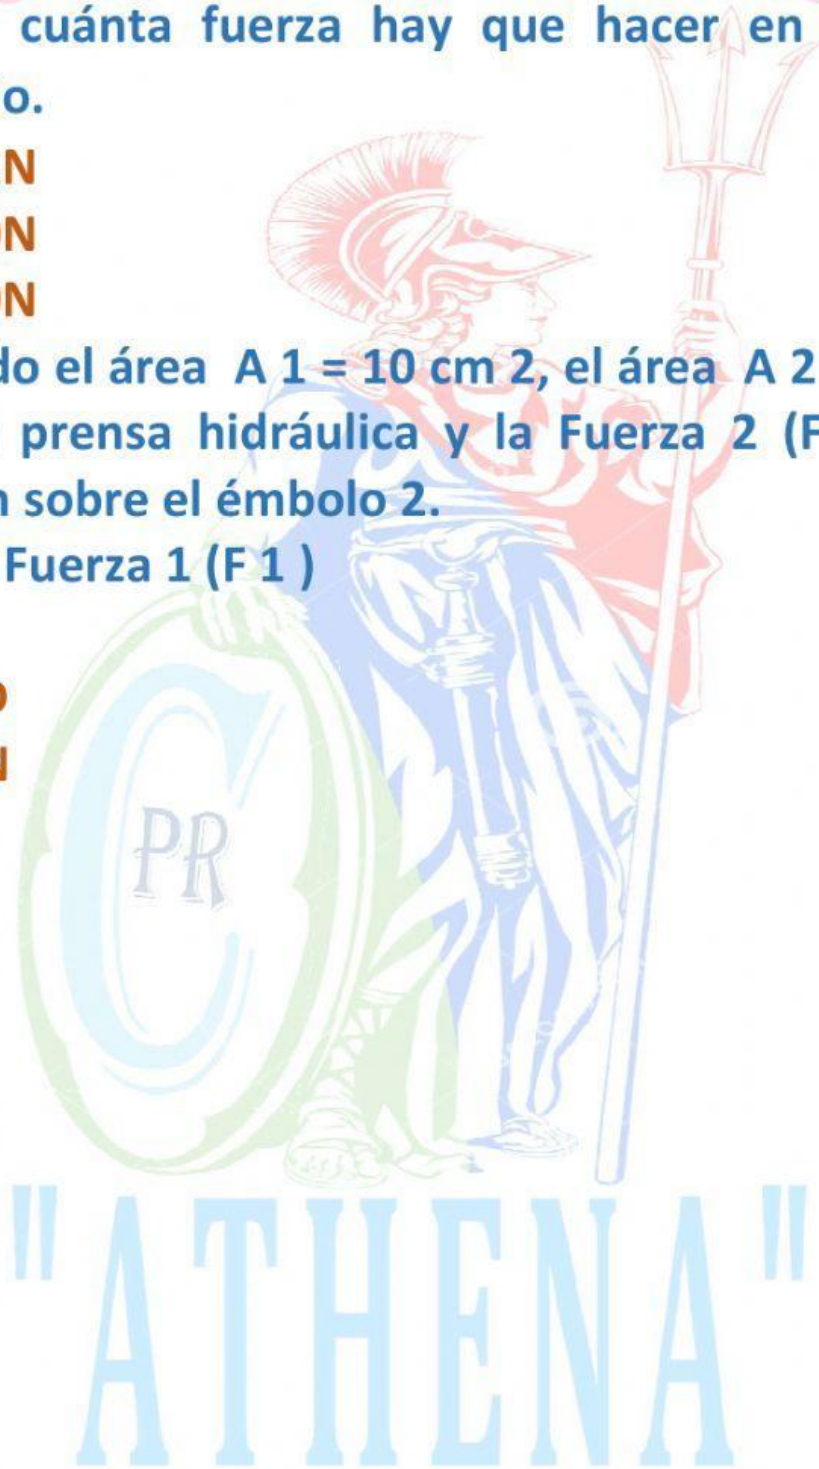 cuánta fuerza hay que hacer en
o.
N
N
N
do el área A 1 = 10 cm 2, el área A 2
prensa hidráulica y la Fuerza 2 (F
n sobre el émbolo 2.
Fuerza 1 (F 1 )
N
C
PR
"ATHENA"